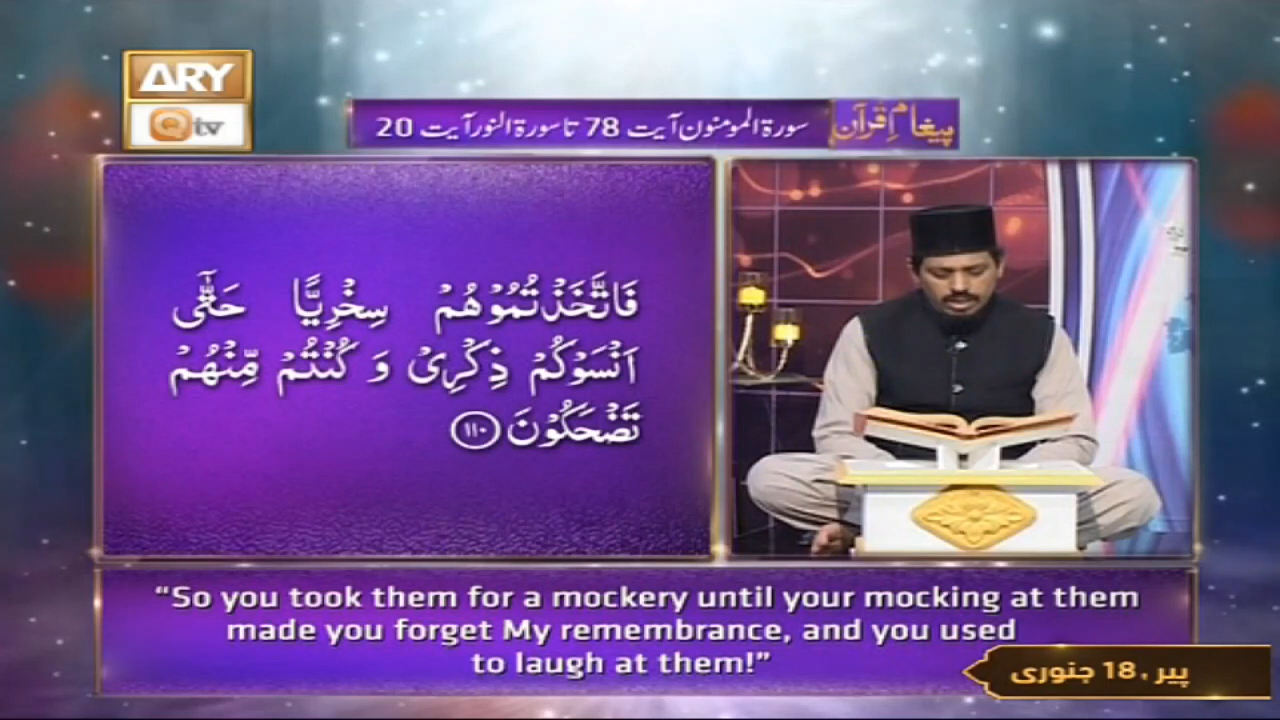 ARY
Qtv
پیغامِ قرآن
سورۃ المومنون آیت 78 تا سورۃ النور آیت 20
فَاتَّخَذْتُمُوْهُمْ سِخْرِيًّا حَتّٰۤى
اَنْسَوْكُمْ ذِكْرِىْ وَ كُنْتُمْ مِّنْهُمْ
تَضْحَكُوْنَ ﴿۱۱۰﴾
“So you took them for a mockery until your mocking at them
made you forget My remembrance, and you used
to laugh at them!”
پیر، 18 جنوری